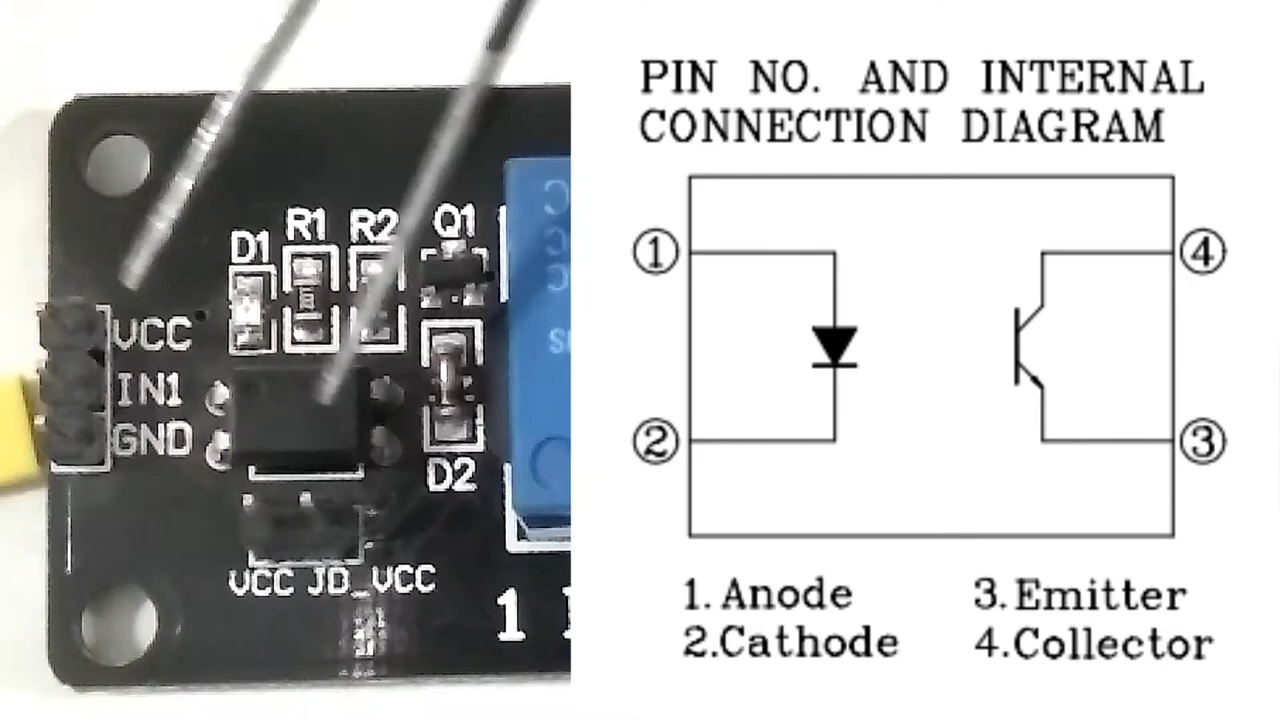 D1
R1
R2
Q1
VCC
IN1
GND
D2
VCC JD_VCC
1
PIN NO. AND INTERNAL
CONNECTION DIAGRAM
1
4
2
3
1. Anode
2.Cathode
3.Emitter
4.Collector